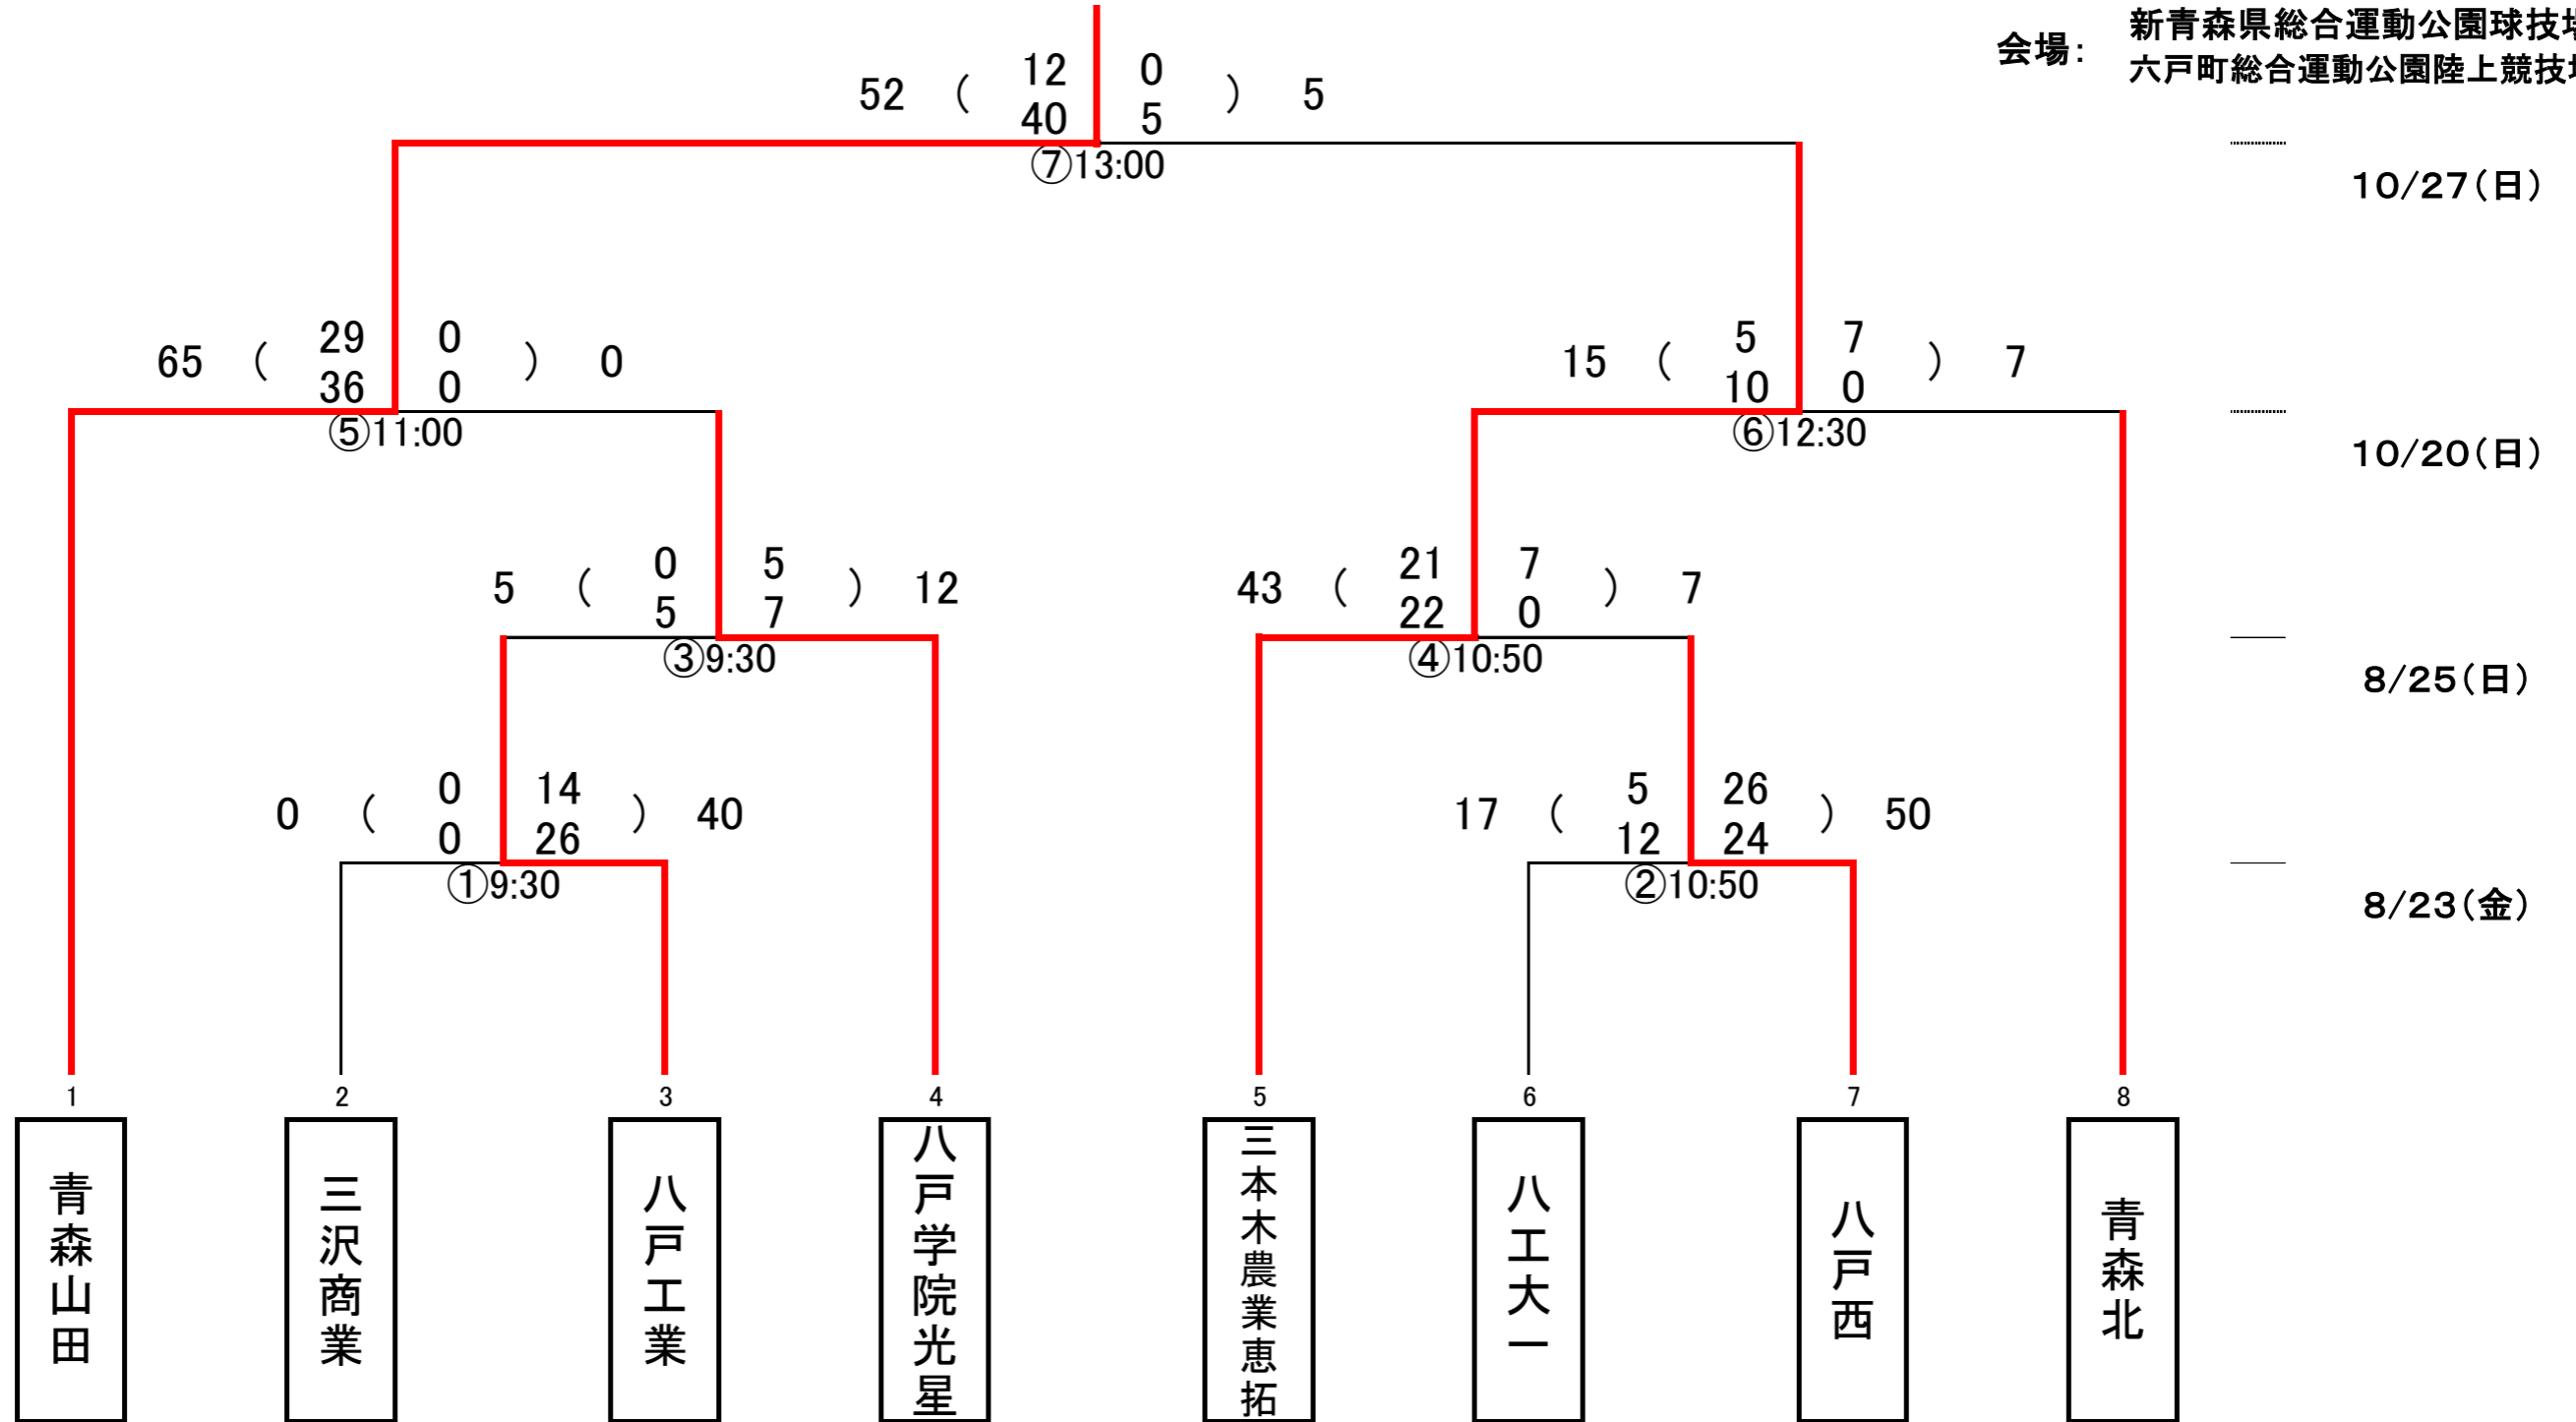 会場：
新青森県総合運動公園球技場
六戸町総合運動公園陸上競技場
52 ( 12 0 ) 5
40 5
⑦13:00
10/27(日)
65 ( 29 0 ) 0
36 0
⑤11:00
15 ( 5 7 ) 7
10 0
⑥12:30
10/20(日)
5 ( 0 5 ) 12
5 7
③9:30
43 ( 21 7 ) 7
22 0
④10:50
8/25(日)
0 ( 0 14 ) 40
0 26
①9:30
17 ( 5 26 ) 50
12 24
②10:50
8/23(金)
1
青森山田
2
三沢商業
3
八戸工業
4
八戸学院光星
5
三本木農業恵拓
6
八工大一
7
八戸西
8
青森北